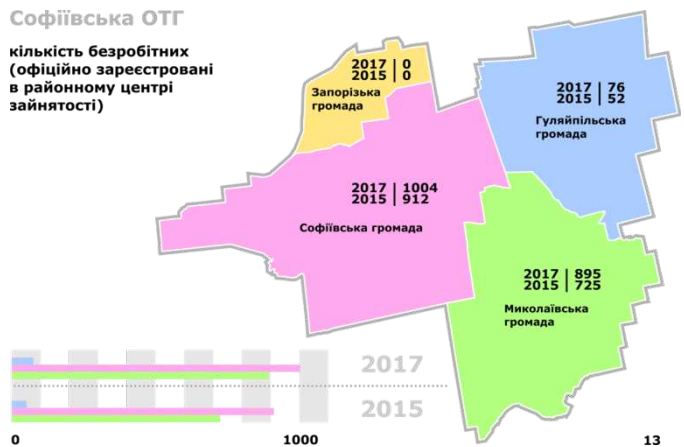 Софіївська ОТГ
кількість безробітних
(офіційно зареєстровані
в районному центрі
зайнятості)
2017 | 0
2015 | 0
Запорізька
громада
2017 | 76
2015 | 52
Гуляйпільська
громада
2017 | 1004
2015 | 912
Софіївська громада
2017 | 895
2015 | 725
Миколаївська
громада
2017
2015
0 1000
13